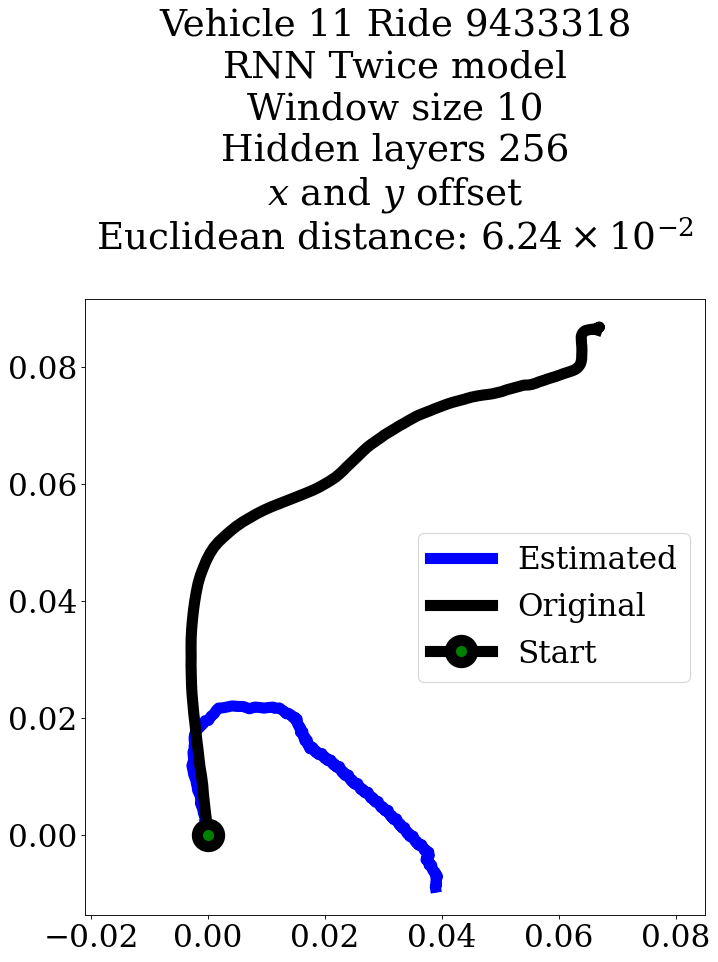 Vehicle 11 Ride 9433318
RNN Twice model
Window size 10
Hidden layers 256
x and y offset
Euclidean distance: 6.24 × 10⁻²
0.08
0.06
0.04
0.02
0.00
Estimated
Original
Start
−0.02 0.00 0.02 0.04 0.06 0.08